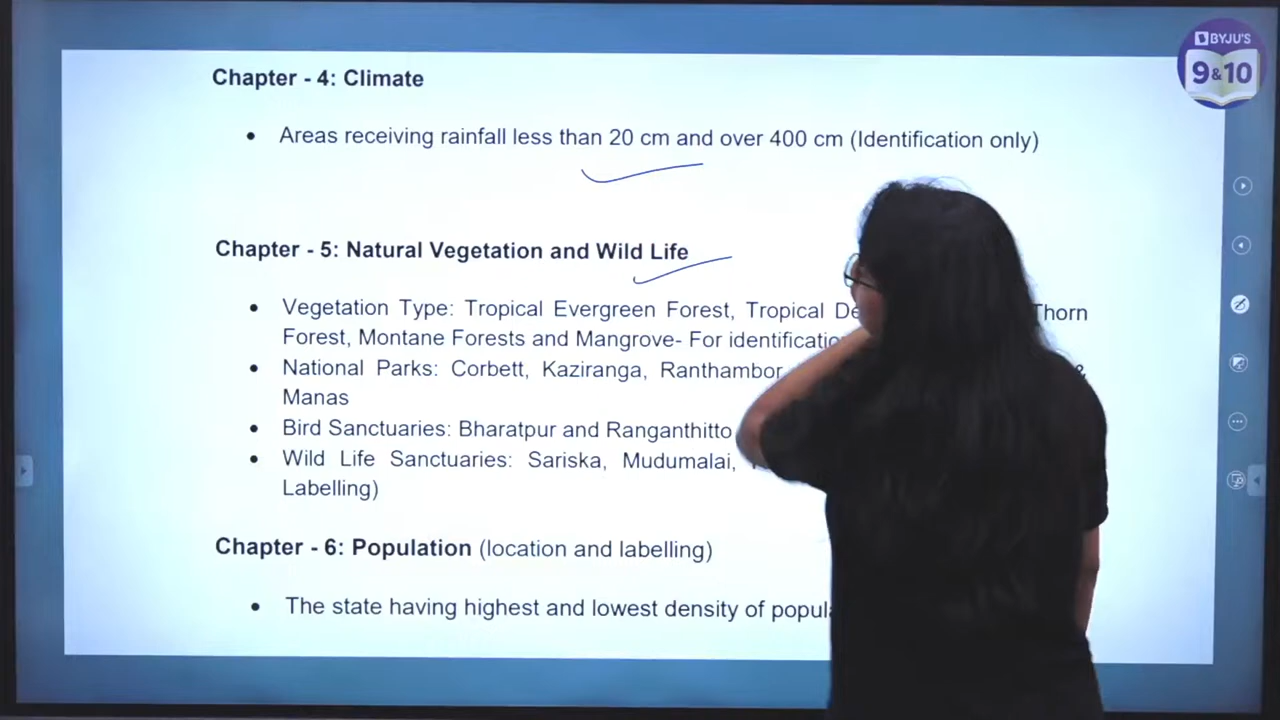 BYJU'S
9&10
Chapter - 4: Climate
• Areas receiving rainfall less than 20 cm and over 400 cm (Identification only)
Chapter - 5: Natural Vegetation and Wild Life
• Vegetation Type: Tropical Evergreen Forest, Tropical Thorn
Forest, Montane Forests and Mangrove- For
• National Parks: Corbett, Kaziranga, Ranthambor &
Manas
• Bird Sanctuaries: Bharatpur and Ranganthitto
• Wild Life Sanctuaries: Sariska, Mudumalai,
Labelling)
Chapter - 6: Population (location and labelling)
• The state having highest and lowest density of